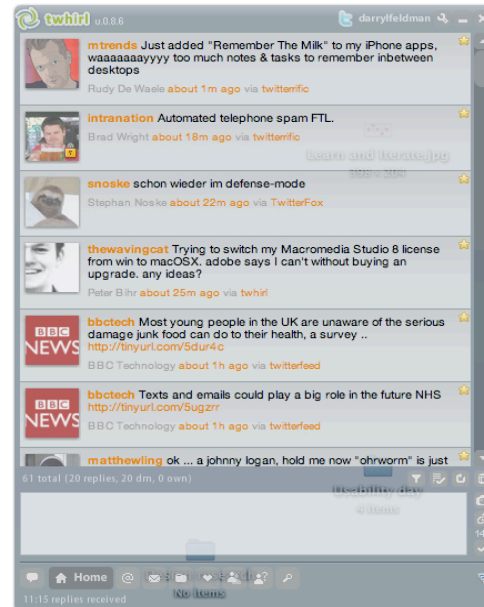 twhirl v.0.8.6 darrylfeldman
mtrends Just added "Remember The Milk" to my iPhone apps,
waaaaaaayyyy too much notes & tasks to remember inbetween
desktops
Rudy De Waele about 1m ago via twitterrific
intranation Automated telephone spam FTL.
Brad Wright about 18m ago via twitterrific
Learn and Iterate.jpg
398 x 204
snoske schon wieder im defense-mode
Stephan Noske about 22m ago via TwitterFox
thewavingcat Trying to switch my Macromedia Studio 8 license
from win to macOSX. adobe says I can't without buying an
upgrade. any ideas?
Peter Bihr about 25m ago via twhirl
BBC
NEWS
bbctech Most young people in the UK are unaware of the serious
damage junk food can do to their health, a survey ..
http://tinyurl.com/5dur4c
BBC Technology about 1h ago via twitterfeed
BBC
NEWS
bbctech Texts and emails could play a big role in the future NHS
http://tinyurl.com/5ugzrr
BBC Technology about 1h ago via twitterfeed
matthewling ok ... a johnny logan, hold me now "ohrworm" is just
61 total (20 replies, 20 dm, 0 own)
Usability day
4 items
14
Home @
No items
11:15 replies received